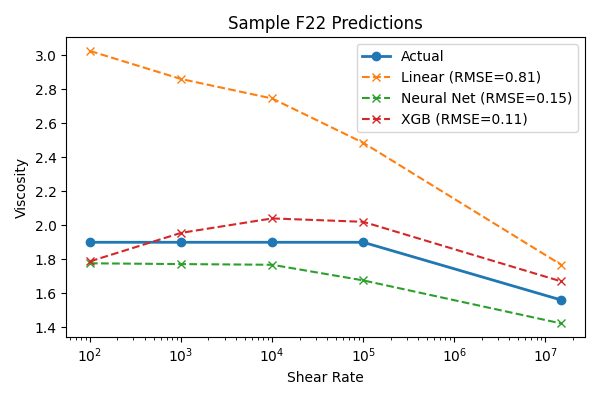 Sample F22 Predictions
Actual
Linear (RMSE=0.81)
Neural Net (RMSE=0.15)
XGB (RMSE=0.11)
Viscosity
3.0
2.8
2.6
2.4
2.2
2.0
1.8
1.6
1.4
10² 10³ 10⁴ 10⁵ 10⁶ 10⁷
Shear Rate